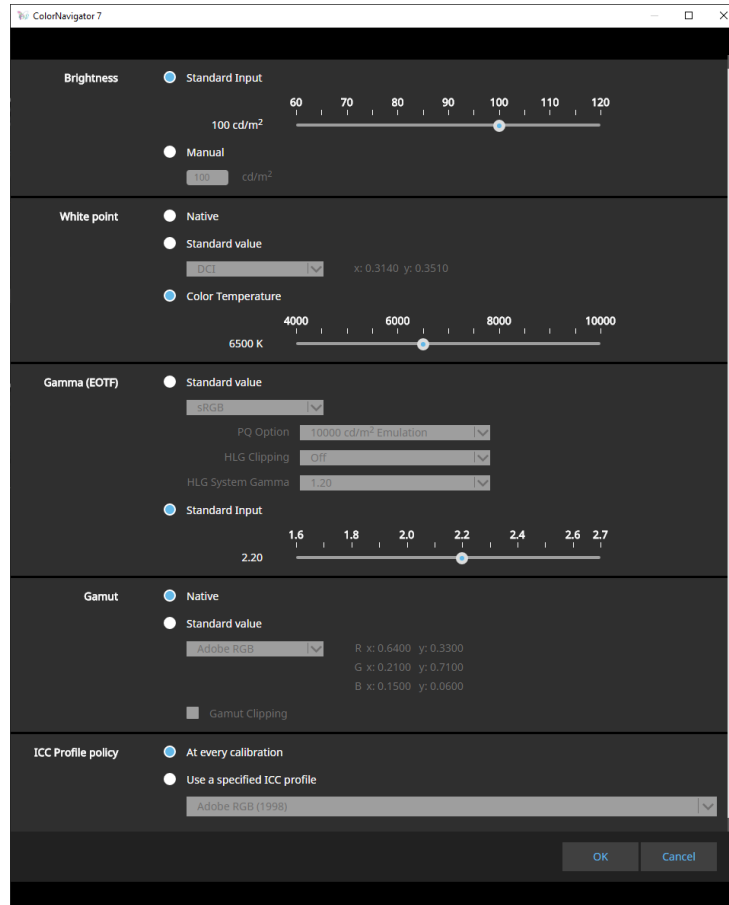 ColorNavigator 7
Brightness
Standard Input
60 70 80 90 100 110 120
100 cd/m²
Manual
100 cd/m²
White point
Native
Standard value
DCI x: 0.3140 y: 0.3510
Color Temperature
4000 6000 8000 10000
6500 K
Gamma (EOTF)
Standard value
sRGB
PQ Option 10000 cd/m² Emulation
HLG Clipping Off
HLG System Gamma 1.20
Standard Input
1.6 1.8 2.0 2.2 2.4 2.6 2.7
2.20
Gamut
Native
Standard value
Adobe RGB R x: 0.6400 y: 0.3300
G x: 0.2100 y: 0.7100
B x: 0.1500 y: 0.0600
Gamut Clipping
ICC Profile policy
At every calibration
Use a specified ICC profile
Adobe RGB (1998)
OK Cancel